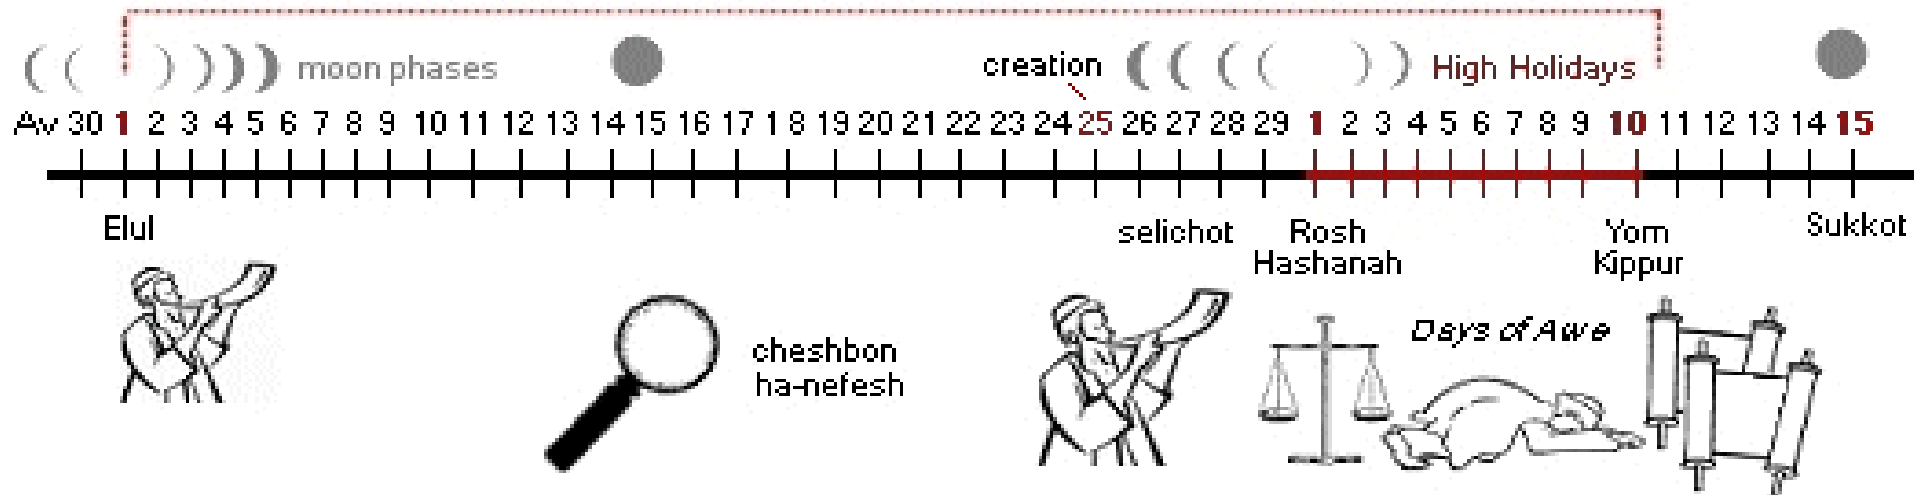 moon phases
creation
High Holidays
Av 30 1 2 3 4 5 6 7 8 9 10 11 12 13 14 15 16 17 18 19 20 21 22 23 24 25 26 27 28 29 1 2 3 4 5 6 7 8 9 10 11 12 13 14 15
Elul
selichot
Rosh
Hashanah
Yom
Kippur
Sukkot
cheshbon
ha-nefesh
Days of Awe